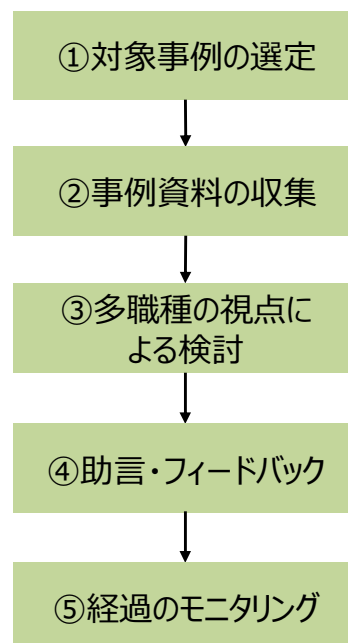 ①対象事例の選定
②事例資料の収集
③多職種の視点に
よる検討
④助言・フィードバック
⑤経過のモニタリング